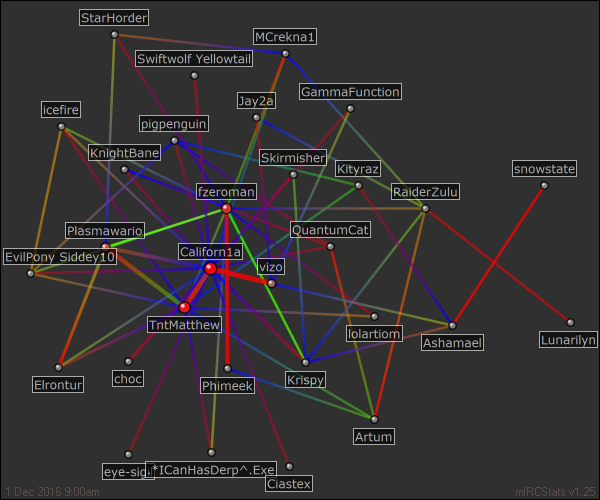 StarHorder
MCrekna1
Swiftwolf Yellowtail
GammaFunction
Jay2a
icefire
pigpenguin
KnightBane
Skirmisher
Kityraz
snowstate
fzeroman
RaiderZulu
Plasmawario
QuantumCat
Californ1a
EvilPony Siddey10
vizo
TntMatthew
lolartiom
Ashamael
Lunarilyn
Elrontur
choc
Phimeek
Krispy
Artum
*ICanHasDerp^.Exe
Ciastex
1 Dec 2016 9:00am
mIRCStats v1.25